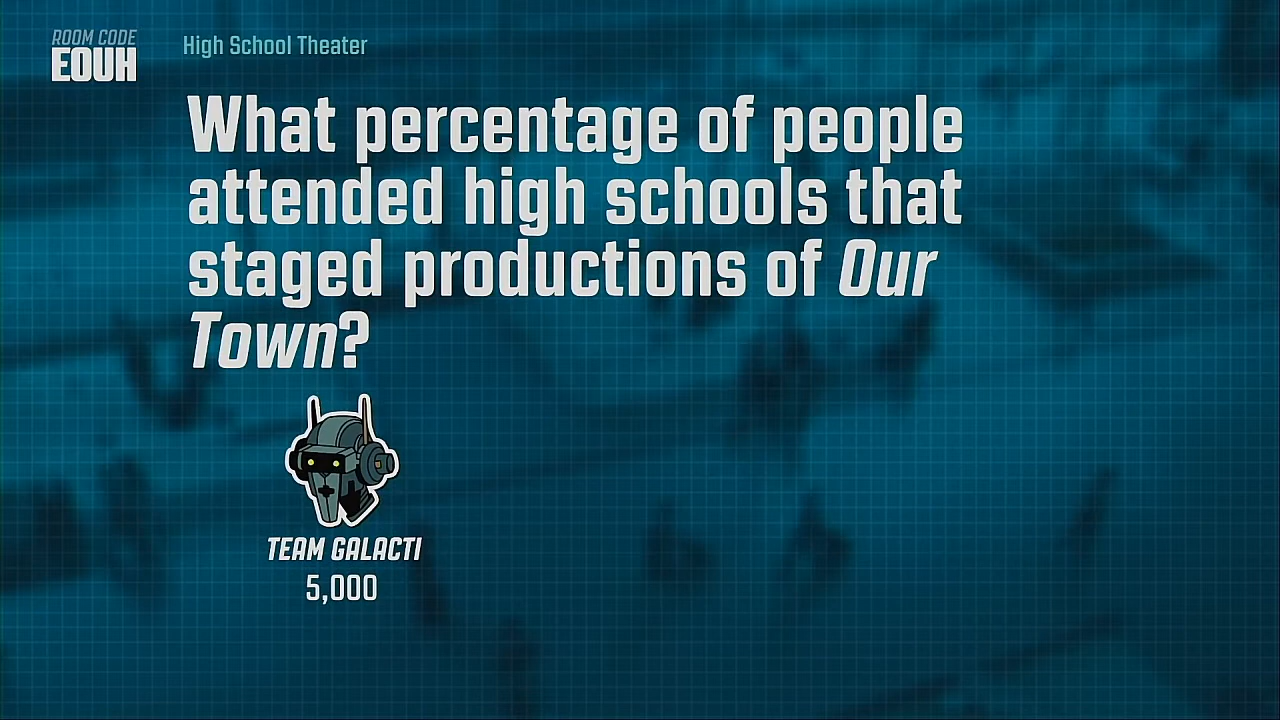 ROOM CODE
EOUH
High School Theater
What percentage of people
attended high schools that
staged productions of Our
Town?
TEAM GALACTI
5,000